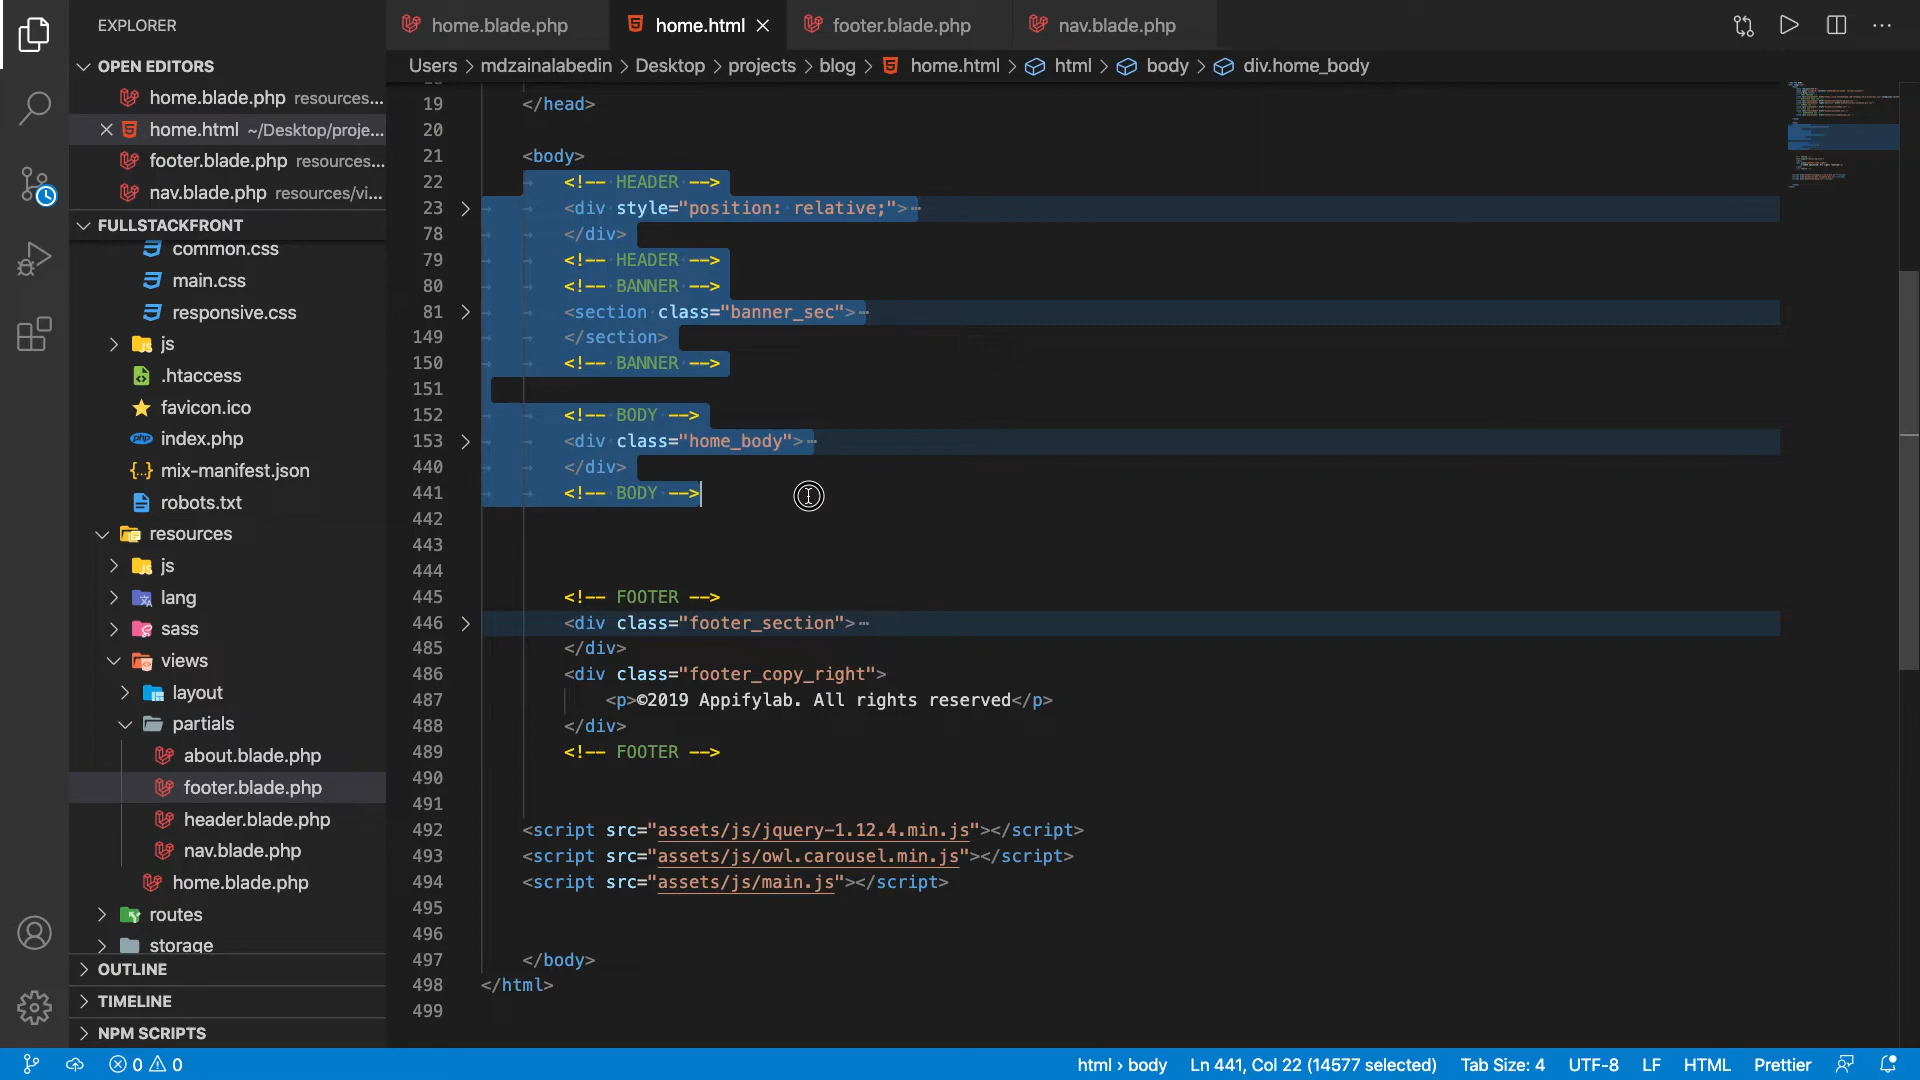 EXPLORER
OPEN EDITORS
home.blade.php resources...
home.html ~/Desktop/proje...
footer.blade.php resources...
nav.blade.php resources/vi...
FULLSTACKFRONT
common.css
main.css
responsive.css
js
.htaccess
favicon.ico
php index.php
mix-manifest.json
robots.txt
resources
js
lang
sass
views
layout
partials
about.blade.php
footer.blade.php
header.blade.php
nav.blade.php
home.blade.php
routes
storage
OUTLINE
TIMELINE
NPM SCRIPTS
home.blade.php home.html footer.blade.php nav.blade.php
Users > mdzainalabedin > Desktop > projects > blog > home.html > html > body > div.home_body
19 </head>
20
21 <body>
22 <!-- HEADER -->
23 <div style="position: relative;">
78 </div>
79 <!-- HEADER -->
80 <!-- BANNER -->
81 <section class="banner_sec">
149 </section>
150 <!-- BANNER -->
151
152 <!-- BODY -->
153 <div class="home_body">
440 </div>
441 <!-- BODY -->
442
443
444
445 <!-- FOOTER -->
446 <div class="footer_section">
485 </div>
486 <div class="footer_copy_right">
487 <p>©2019 Appifylab. All rights reserved</p>
488 </div>
489 <!-- FOOTER -->
490
491
492 <script src="assets/js/jquery-1.12.4.min.js"></script>
493 <script src="assets/js/owl.carousel.min.js"></script>
494 <script src="assets/js/main.js"></script>
495
496
497 </body>
498 </html>
499
0 0 html > body Ln 441, Col 22 (14577 selected) Tab Size: 4 UTF-8 LF HTML Prettier